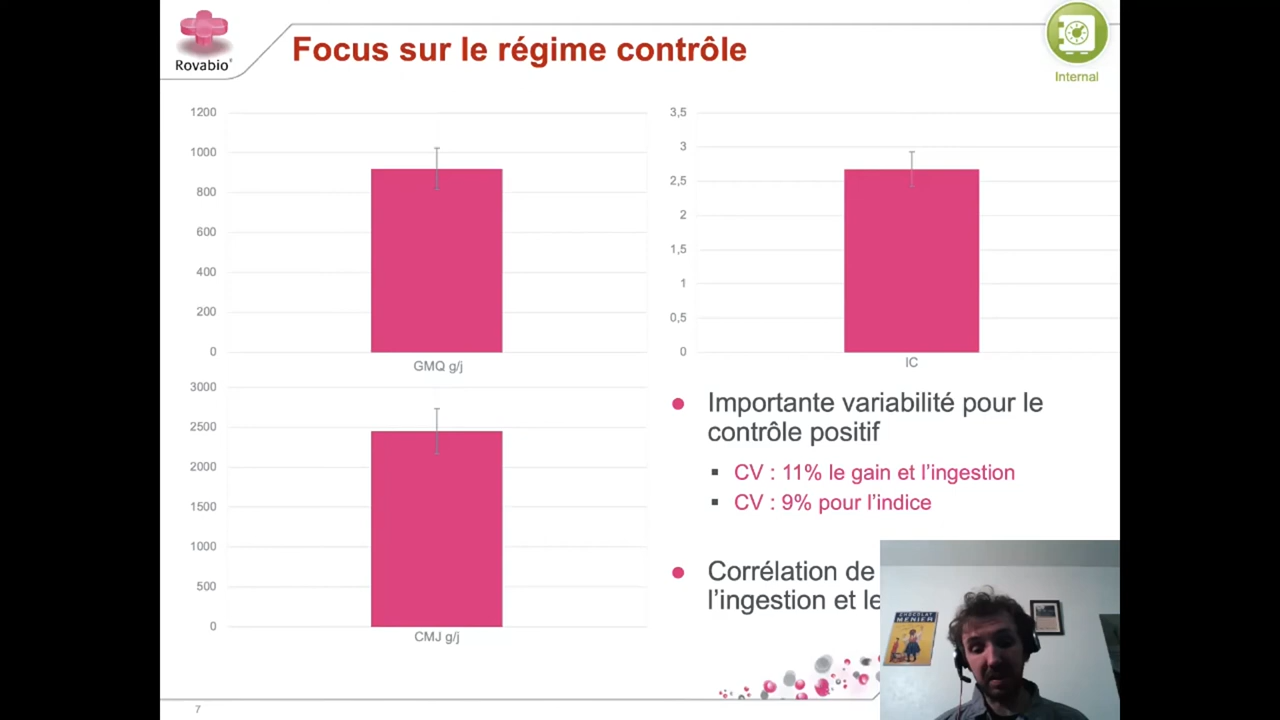 Rovabio®
Focus sur le régime contrôle
Internal
1200
1000
800
600
400
200
0
GMQ g/j
3,5
3
2,5
2
1,5
1
0,5
0
IC
3000
2500
2000
1500
1000
500
0
CMJ g/j
Importante variabilité pour le
contrôle positif
CV : 11% le gain et l’ingestion
CV : 9% pour l’indice
Corrélation de
l’ingestion et le
CHOCOLAT
MENIER
7